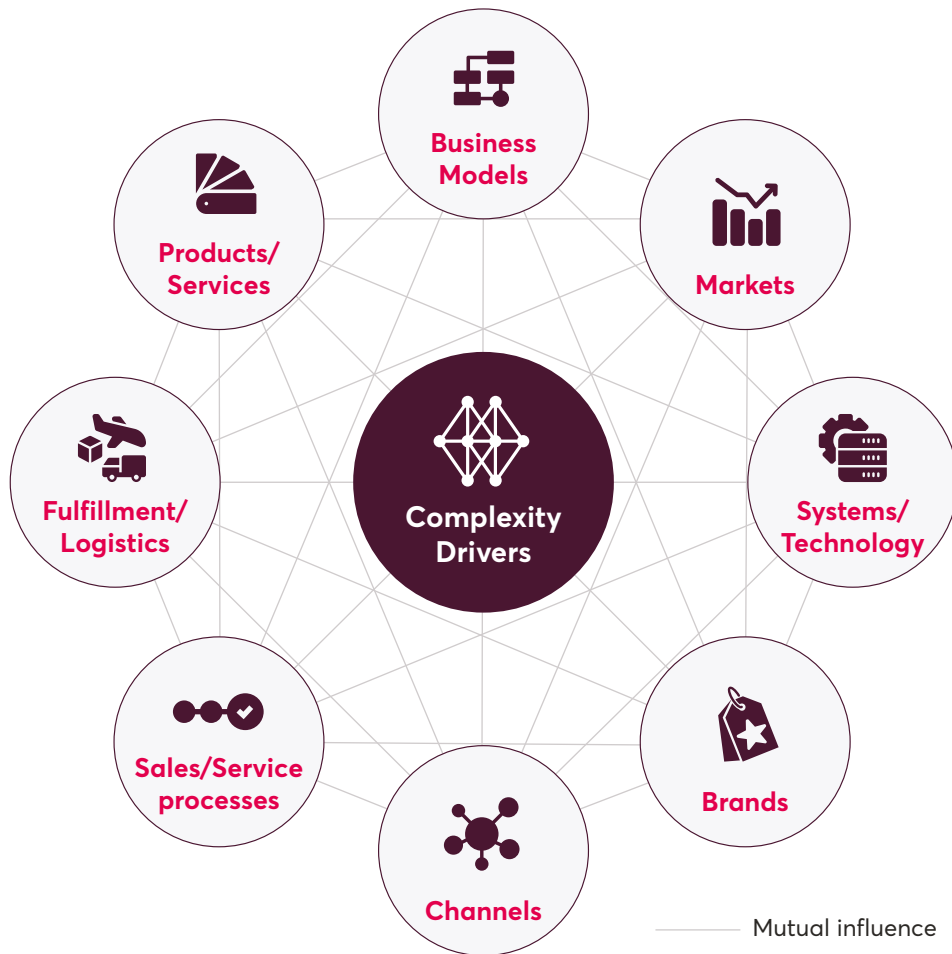 Business
Models
Products/
Services
Markets
Fulfillment/
Logistics
Complexity
Drivers
Systems/
Technology
Sales/Service
processes
Brands
Channels
Mutual influence